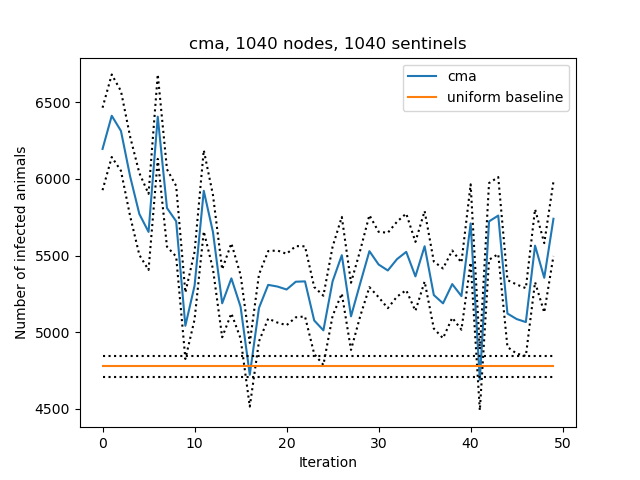 cma, 1040 nodes, 1040 sentinels
cma
uniform baseline
Number of infected animals
6500
6000
5500
5000
4500
0 10 20 30 40 50
Iteration